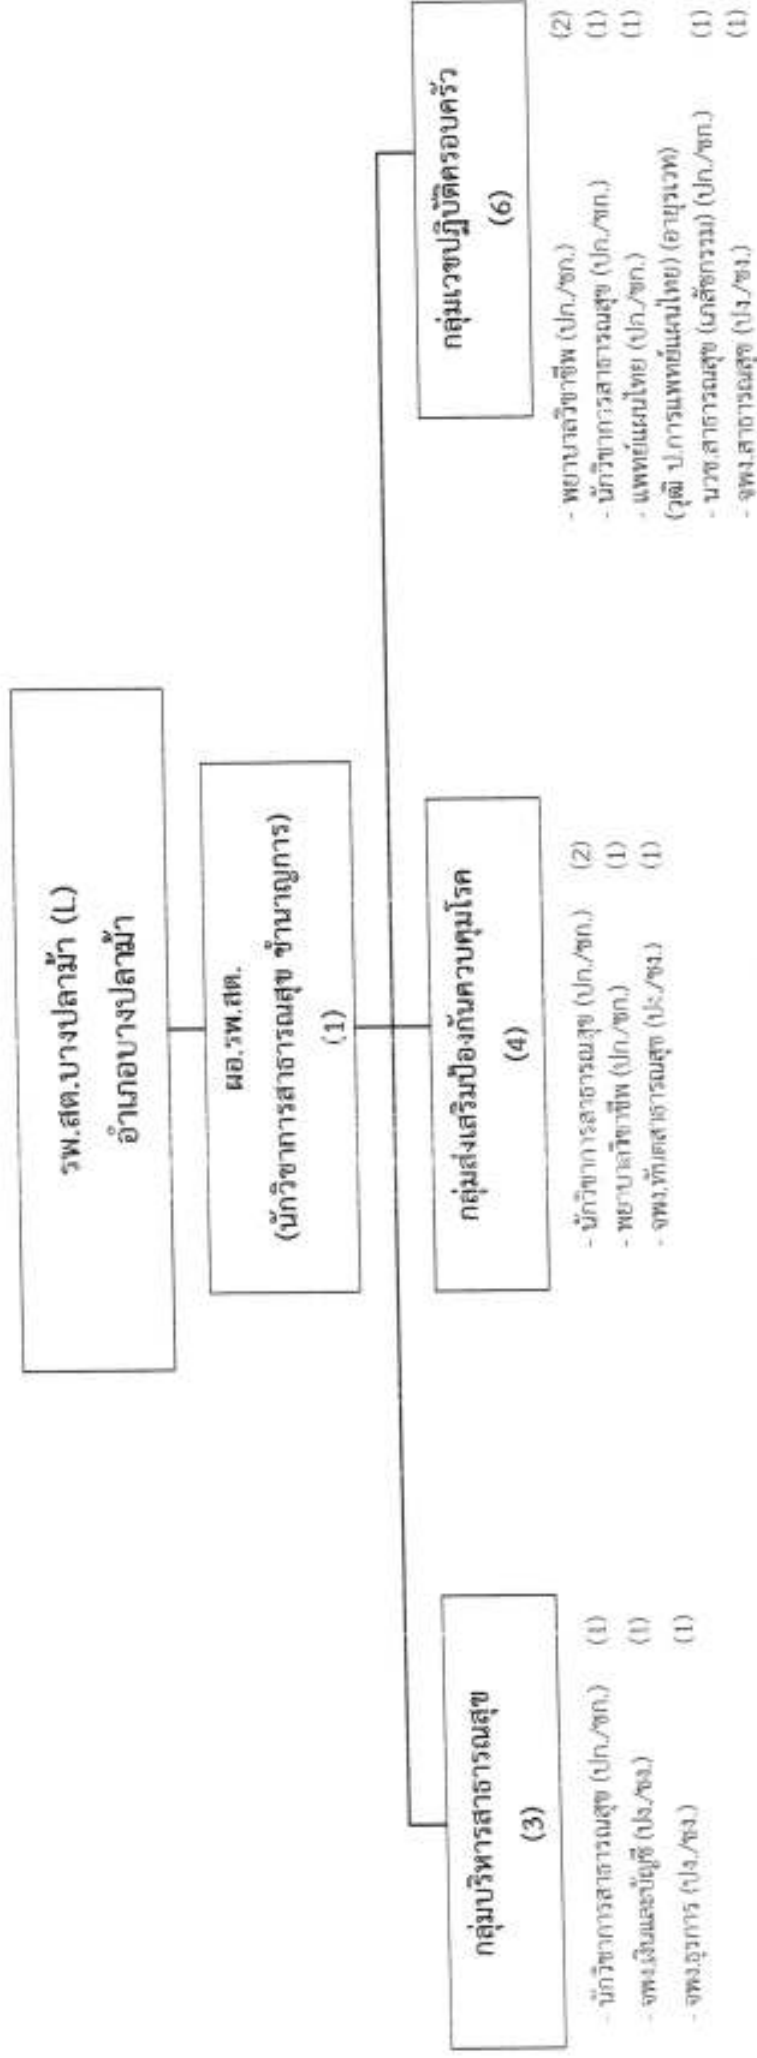 รพ.สต.บางปลาม้า (L)
อำเภอบางปลาม้า
ผอ.รพ.สต.
(นักวิชาการสาธารณสุข ชำนาญการ)
(1)
กลุ่มบริหารสาธารณสุข
(3)
- นักวิชาการสาธารณสุข (ปก./ชก.) (1)
- จพง.เงินและบัญชี (ปง./ชง.) (1)
- จพง.ธุรการ (ปง./ชง.) (1)
กลุ่มส่งเสริมป้องกันควบคุมโรค
(4)
- นักวิชาการสาธารณสุข (ปก./ชก.) (2)
- พยาบาลวิชาชีพ (ปก./ชก.) (1)
- จพง.ทันตสาธารณสุข (ปง./ชง.) (1)
กลุ่มเวชปฏิบัติครอบครัว
(6)
- พยาบาลวิชาชีพ (ปก./ชก.) (2)
- นักวิชาการสาธารณสุข (ปก./ชก.) (1)
- แพทย์แผนไทย (ปก./ชก.) (1)
(วุฒิ ป.การแพทย์แผนไทย) (อายุรเวท)
- นวช.สาธารณสุข (เภสัชกรรม) (ปก./ชก.) (1)
- จพง.สาธารณสุข (ปง./ชง.) (1)